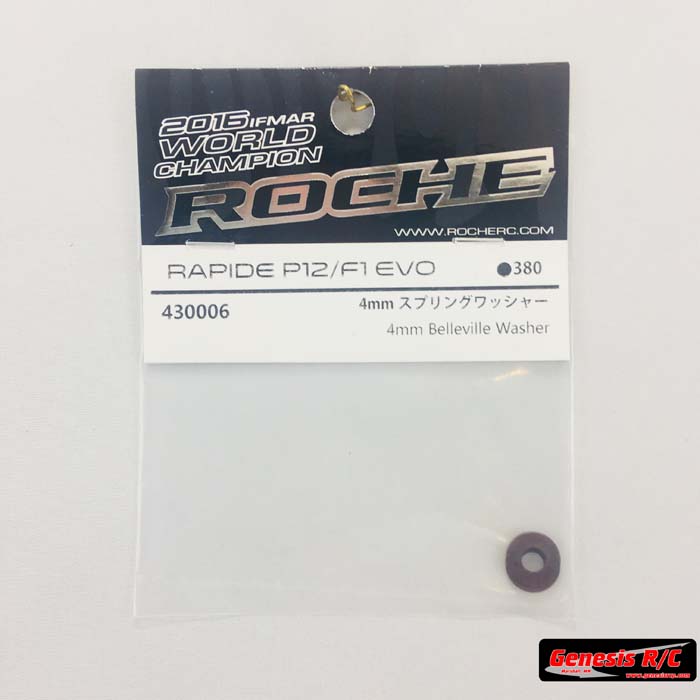 2016 IFMAR
WORLD
CHAMPION
ROCHE
WWW.ROCHERC.COM
RAPIDE P12/F1 EVO ●380
430006 4mm スプリングワッシャー
4mm Belleville Washer
Genesis R/C